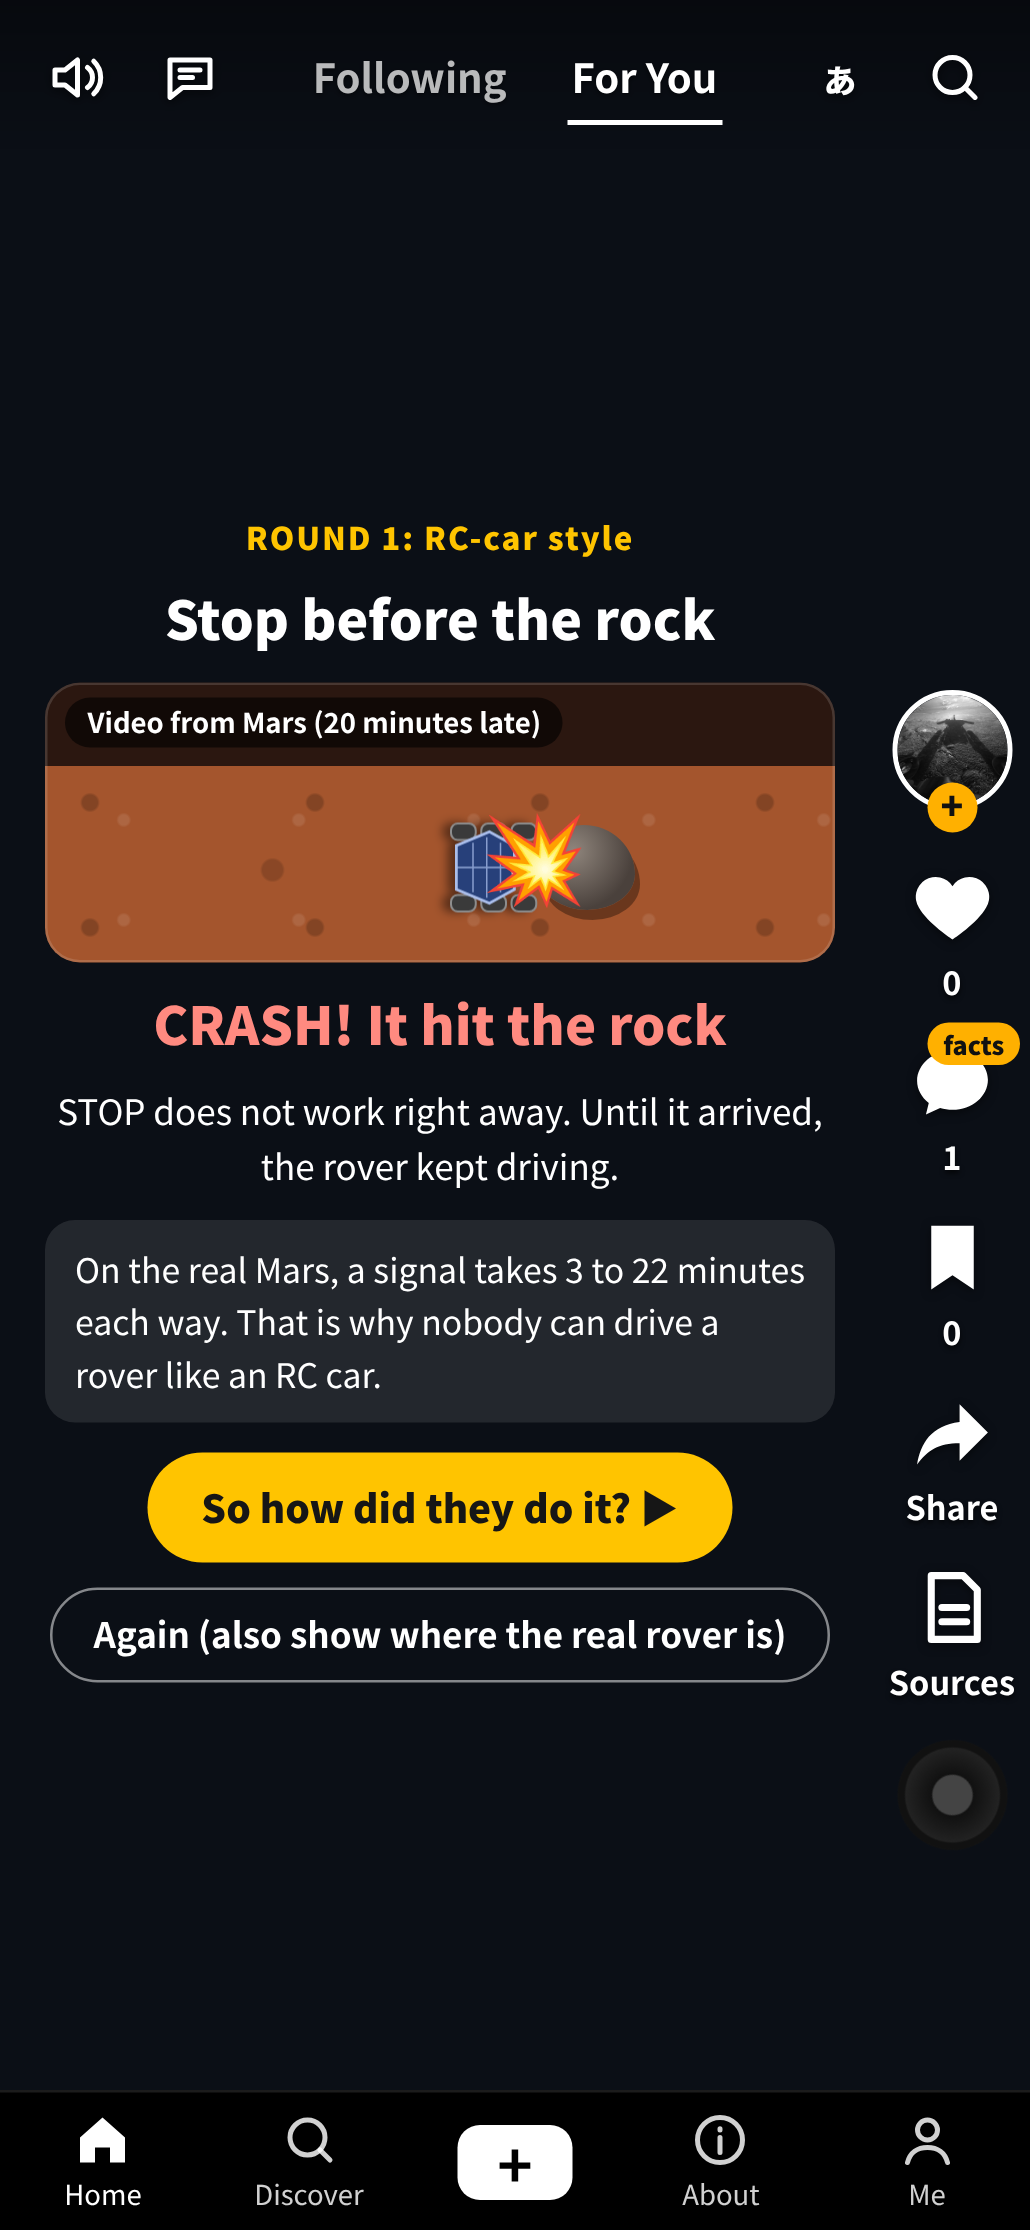 Following
For You
あ
ROUND 1: RC-car style
Stop before the rock
Video from Mars (20 minutes late)
CRASH! It hit the rock
STOP does not work right away. Until it arrived,
the rover kept driving.
On the real Mars, a signal takes 3 to 22 minutes
each way. That is why nobody can drive a
rover like an RC car.
So how did they do it? ▶
Again (also show where the real rover is)
+
0
facts
1
0
Share
Sources
Home
Discover
+
About
Me